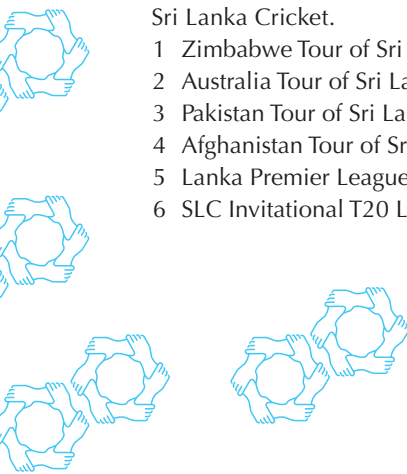 Sri Lanka Cricket.
1 Zimbabwe Tour of Sri
2 Australia Tour of Sri La
3 Pakistan Tour of Sri La
4 Afghanistan Tour of Sr
5 Lanka Premier League
6 SLC Invitational T20 L